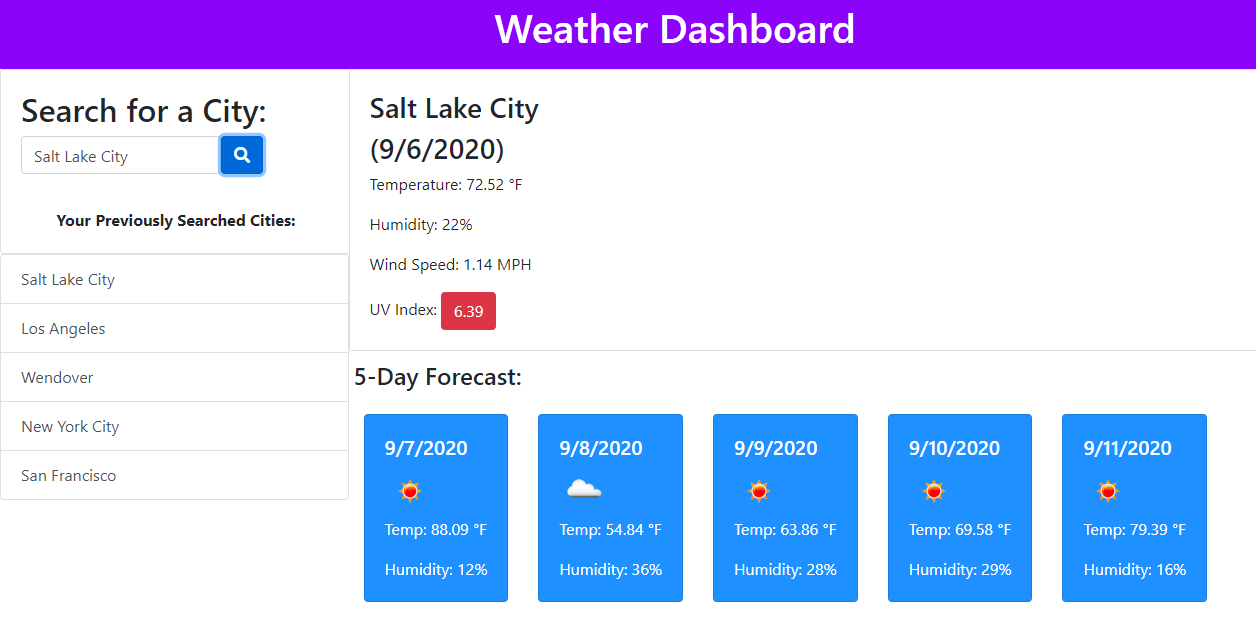 Weather Dashboard
Search for a City:
Salt Lake City
Your Previously Searched Cities:
Salt Lake City
Los Angeles
Wendover
New York City
San Francisco
Salt Lake City
(9/6/2020)
Temperature: 72.52 °F
Humidity: 22%
Wind Speed: 1.14 MPH
UV Index: 6.39
5-Day Forecast:
9/7/2020
Temp: 88.09 °F
Humidity: 12%
9/8/2020
Temp: 54.84 °F
Humidity: 36%
9/9/2020
Temp: 63.86 °F
Humidity: 28%
9/10/2020
Temp: 69.58 °F
Humidity: 29%
9/11/2020
Temp: 79.39 °F
Humidity: 16%